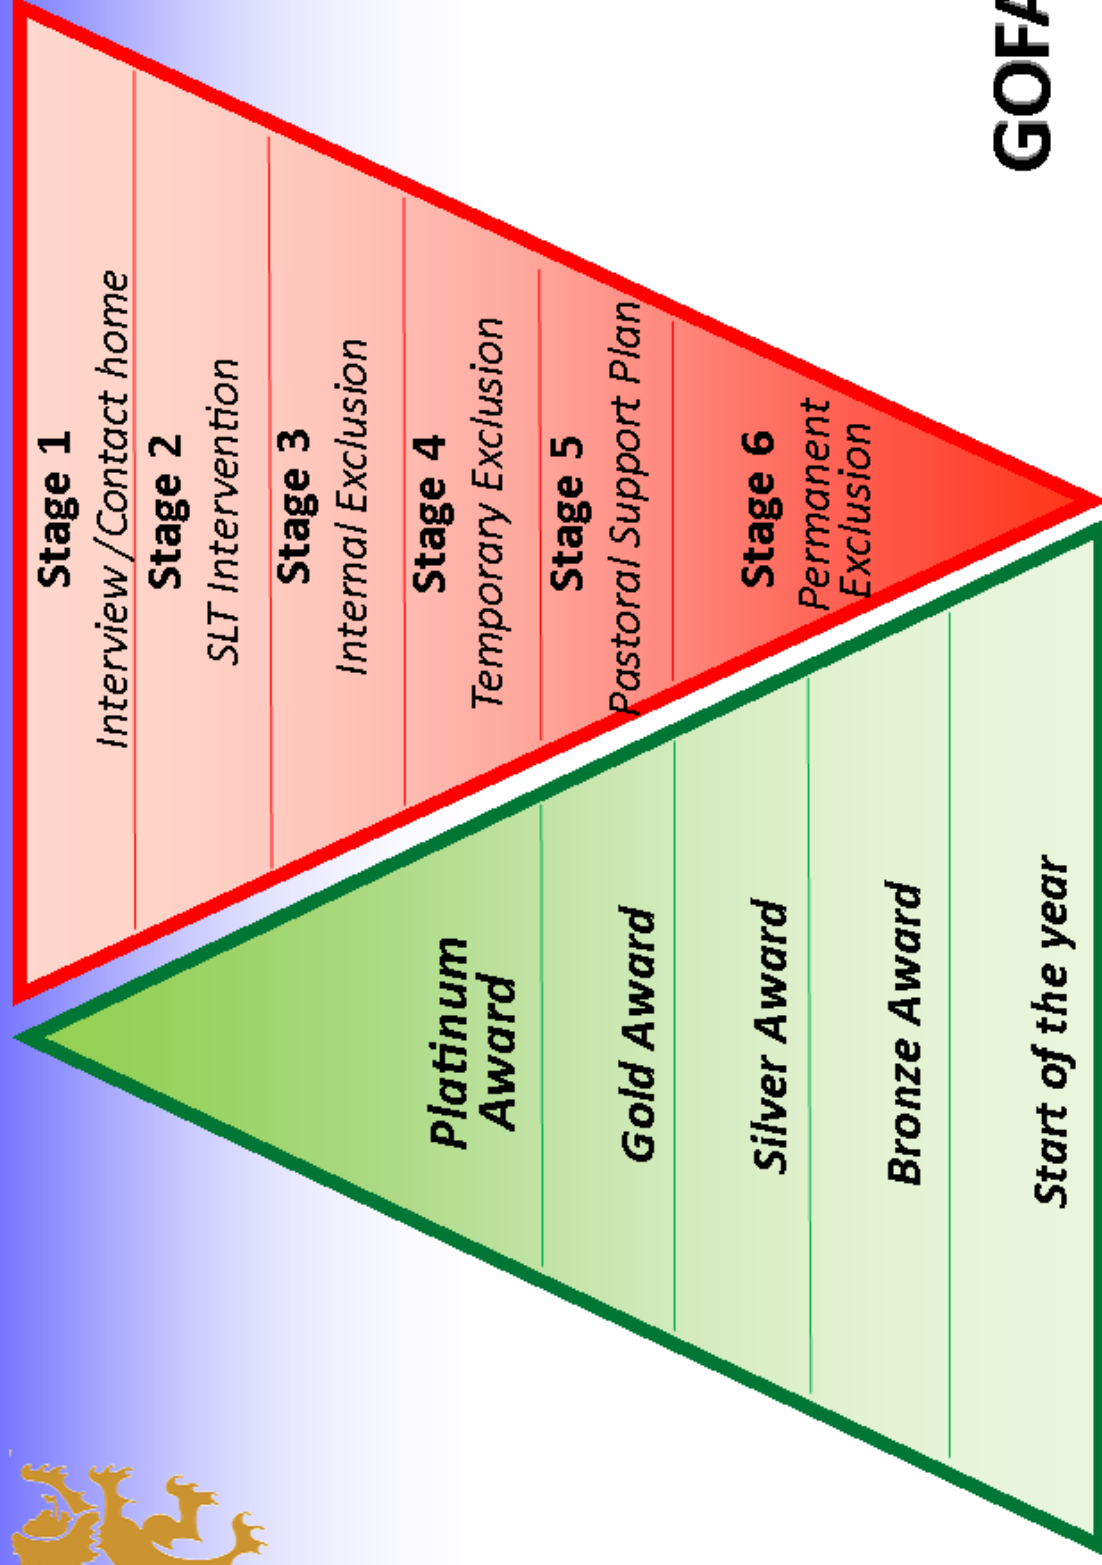 Platinum
Award
Gold Award
Silver Award
Bronze Award
Start of the year
Stage 1
Interview /Contact home
Stage 2
SLT Intervention
Stage 3
Internal Exclusion
Stage 4
Temporary Exclusion
Stage 5
Pastoral Support Plan
Stage 6
Permanent
Exclusion
GOFA